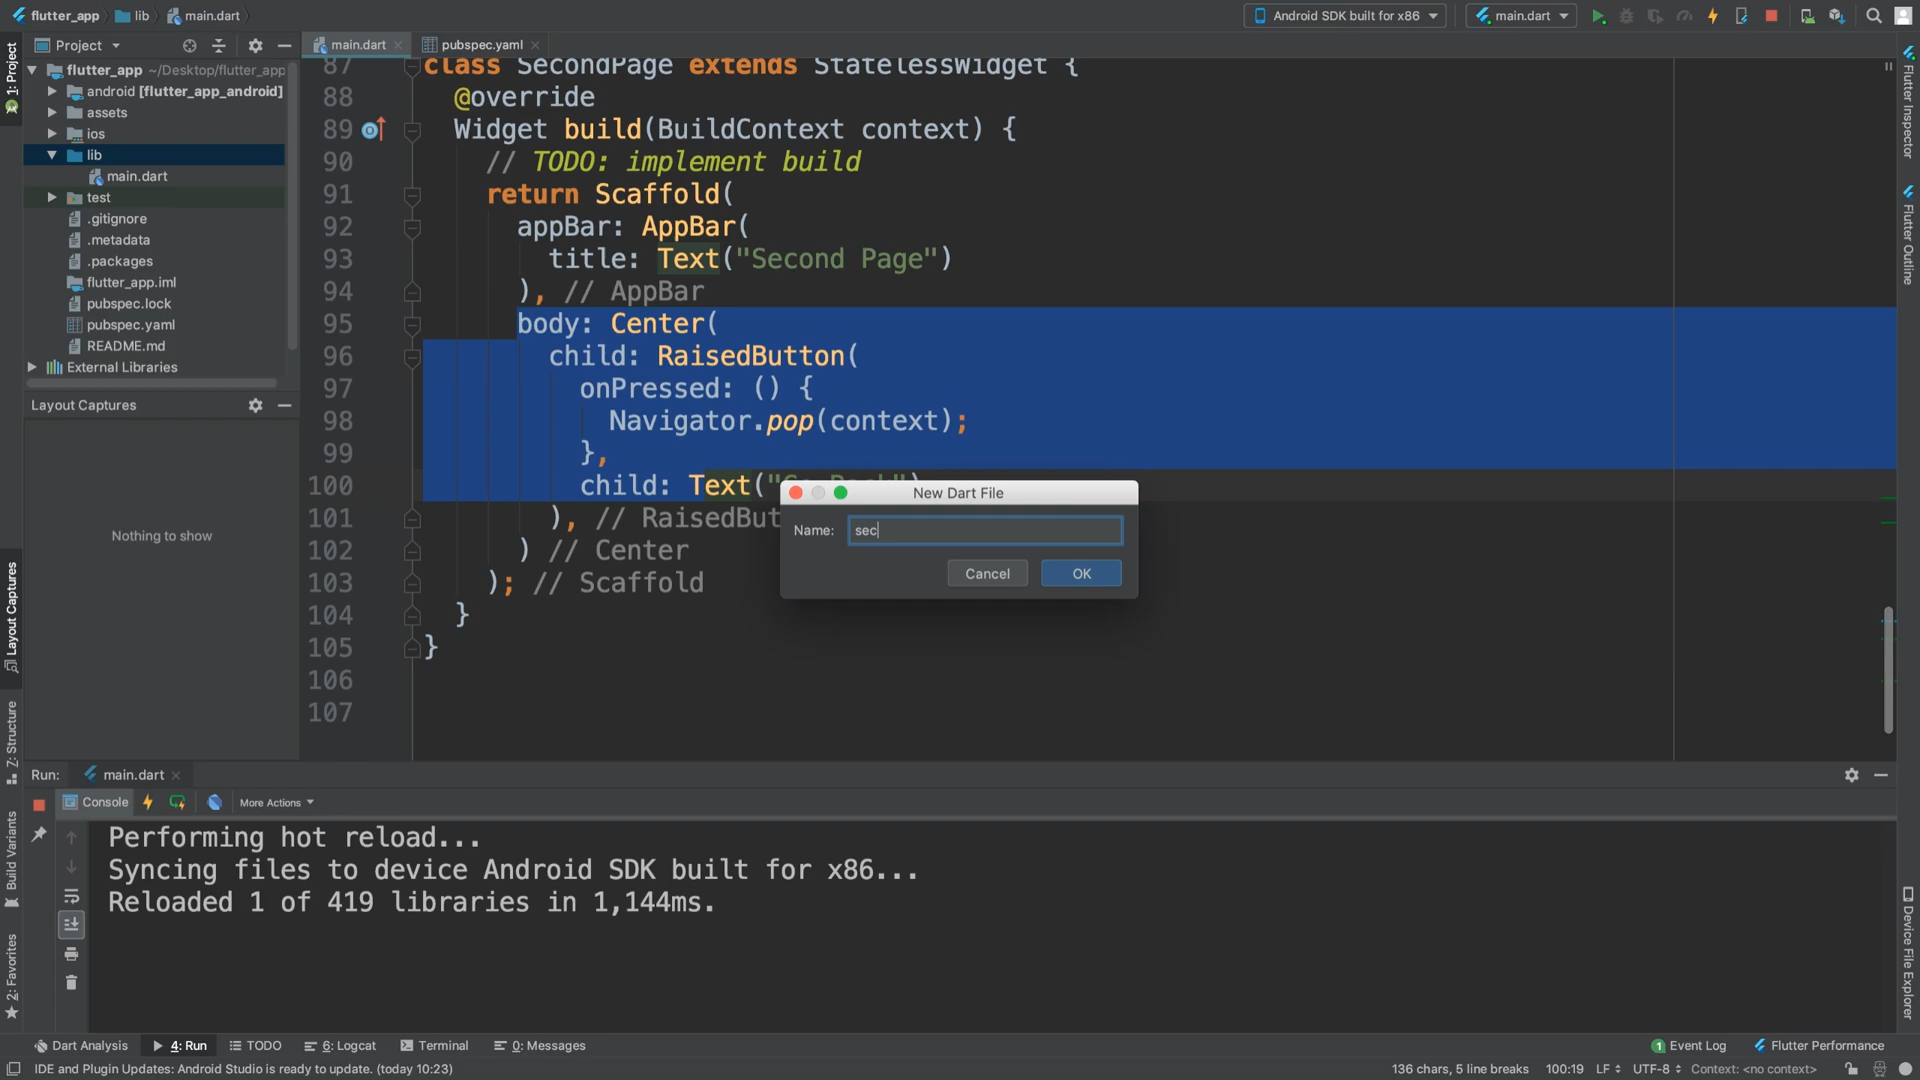 flutter_app
lib
main.dart
Android SDK built for x86
main.dart
1: Project
Project
main.dart
pubspec.yaml
flutter_app ~/Desktop/flutter_app
android [flutter_app_android]
assets
ios
lib
main.dart
test
.gitignore
.metadata
.packages
flutter_app.iml
pubspec.lock
pubspec.yaml
README.md
External Libraries
Layout Captures
Nothing to show
Layout Captures
Z: Structure
Build Variants
2: Favorites
87 class SecondPage extends StatelessWidget {
88 @override
89 Widget build(BuildContext context) {
90 // TODO: implement build
91 return Scaffold(
92 appBar: AppBar(
93 title: Text("Second Page")
94 ), // AppBar
95 body: Center(
96 child: RaisedButton(
97 onPressed: () {
98 Navigator.pop(context);
99 },
100 child: Text("
101 ), // RaisedBut
102 ) // Center
103 ); // Scaffold
104 }
105 }
106
107
New Dart File
Name: sec
Cancel
OK
Flutter Inspector
Flutter Outline
Device File Explorer
Run: main.dart
Console
More Actions
Performing hot reload...
Syncing files to device Android SDK built for x86...
Reloaded 1 of 419 libraries in 1,144ms.
Dart Analysis
4: Run
TODO
6: Logcat
Terminal
0: Messages
1 Event Log
Flutter Performance
IDE and Plugin Updates: Android Studio is ready to update. (today 10:23)
136 chars, 5 line breaks
100:19
LF
UTF-8
Context: <no context>